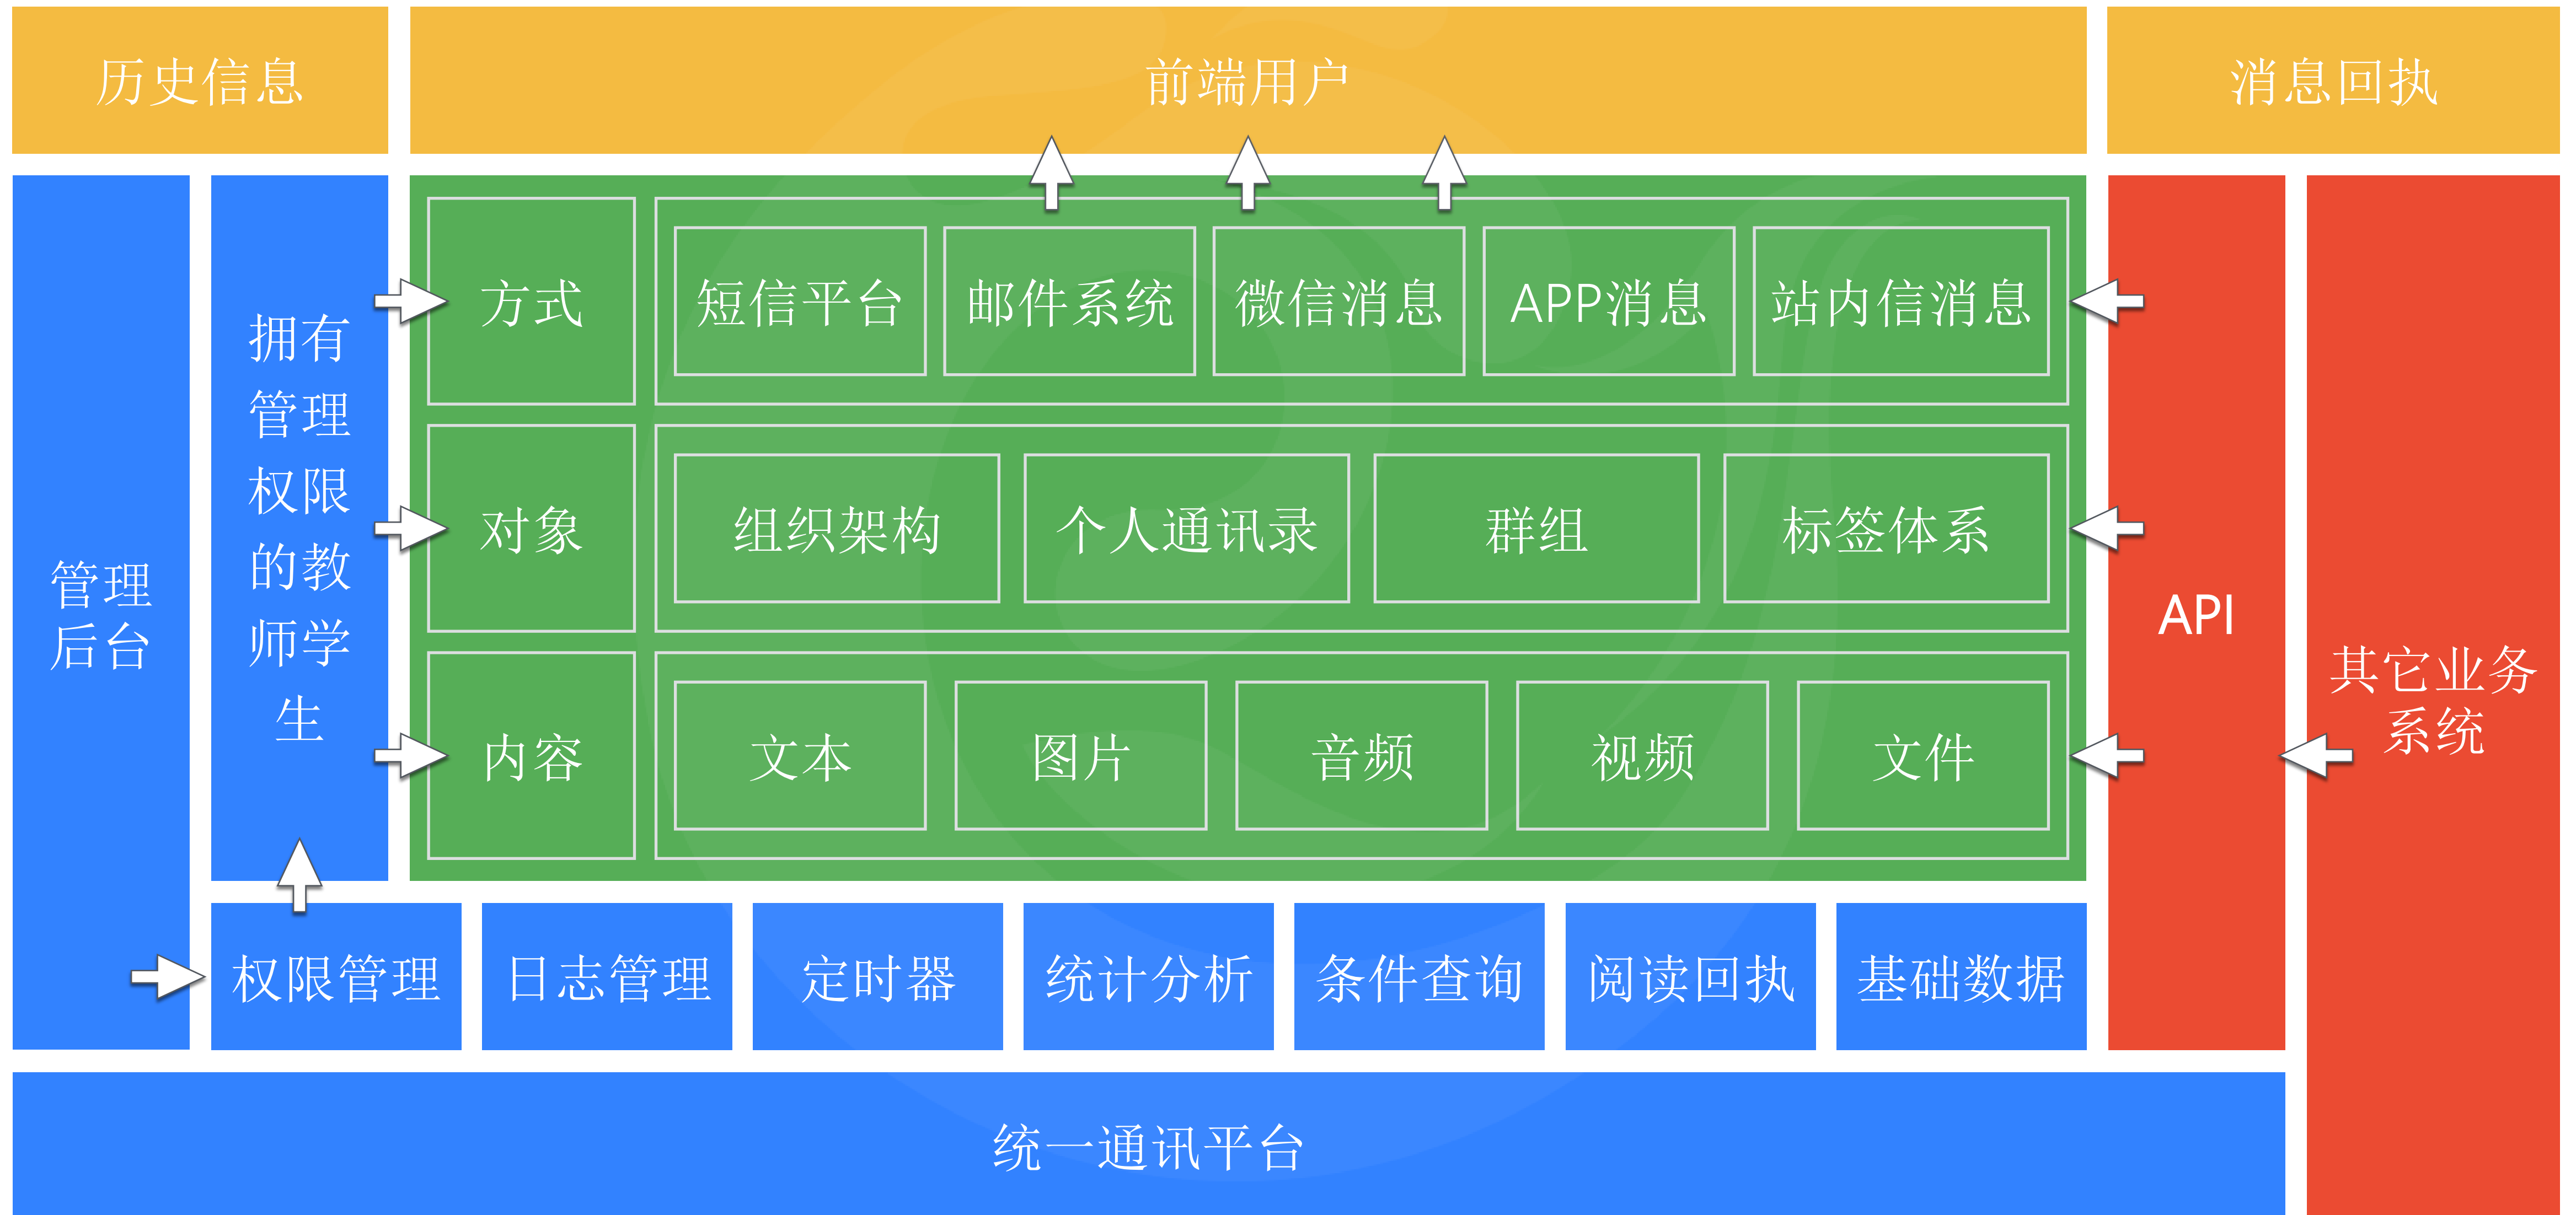 历史信息
前端用户
消息回执
管理
后台
拥有
管理
权限
的教
师学
生
方式
短信平台
邮件系统
微信消息
APP消息
站内信消息
对象
组织架构
个人通讯录
群组
标签体系
内容
文本
图片
音频
视频
文件
API
其它业务
系统
权限管理
日志管理
定时器
统计分析
条件查询
阅读回执
基础数据
统一通讯平台